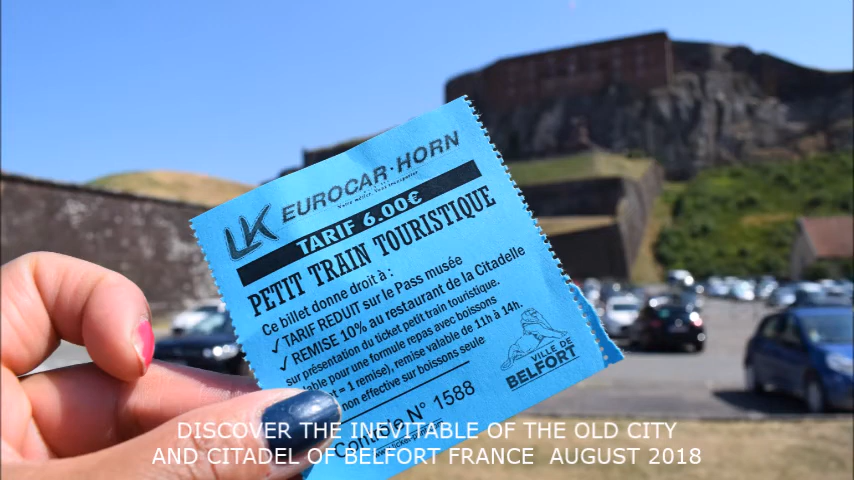 LK EUROCAR-HORN
TARIF 6.00€
PETIT TRAIN TOURISTIQUE
Ce billet donne droit à :
✓ TARIF REDUIT sur le Pass musée
✓ REMISE 10% au restaurant de la Citadelle
sur présentation du ticket petit train touristique.
lable pour une formule repas avec boissons
= 1 remise), remise valable de 11h à 14h.
non effective sur boissons seule
VILLE DE
BELFORT
Contrôle N° 1588
DISCOVER THE INEVITABLE OF THE OLD CITY
AND CITADEL OF BELFORT FRANCE AUGUST 2018